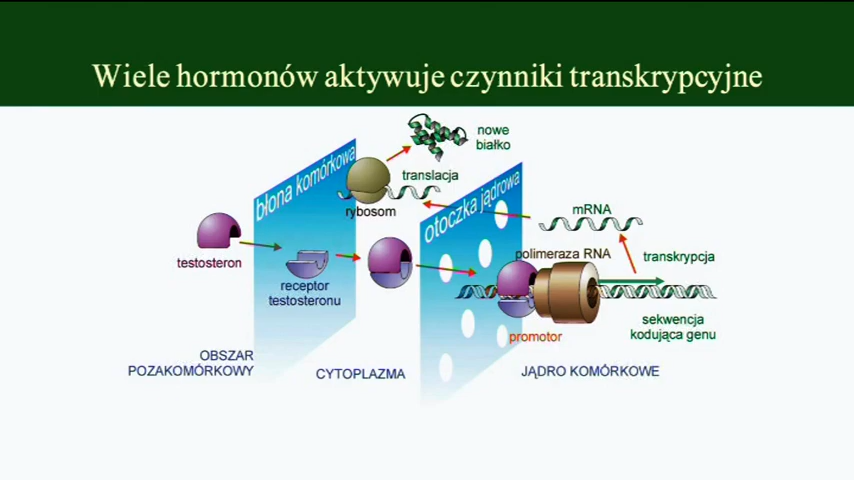 Wiele hormonów aktywuje czynniki transkrypcyjne
nowe
białko
błona komórkowa
translacja
otoczka jądrowa
rybosom
mRNA
testosteron
polimeraza RNA
transkrypcja
receptor
testosteronu
sekwencja
kodująca genu
promotor
OBSZAR
POZAKOMÓRKOWY
CYTOPLAZMA
JĄDRO KOMÓRKOWE